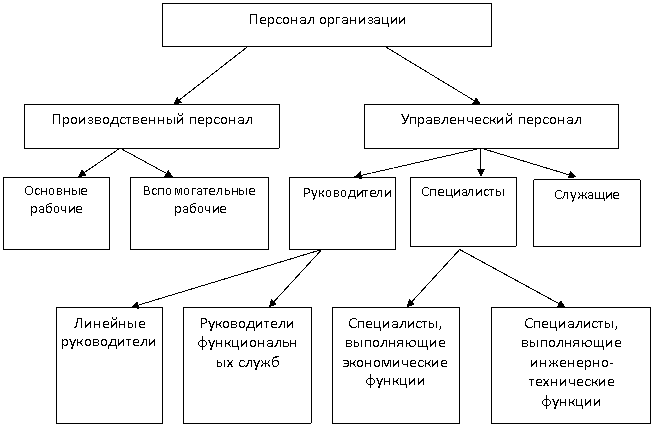 Персонал организации
Производственный персонал
Управленческий персонал
Основные
рабочие
Вспомогательные
рабочие
Руководители
Специалисты
Служащие
Линейные
руководители
Руководители
функциональн
ых служб
Специалисты,
выполняющие
экономические
функции
Специалисты,
выполняющие
инженерно-
технические
функции